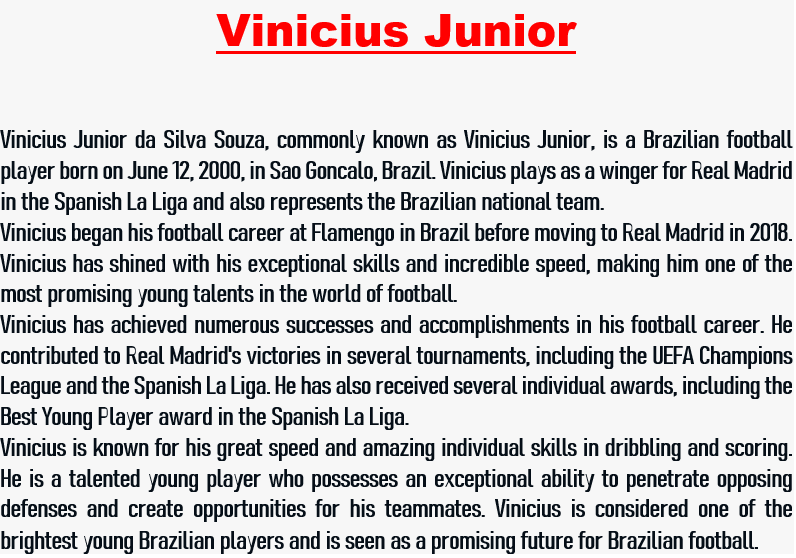 Vinicius Junior
Vinicius Junior da Silva Souza, commonly known as Vinicius Junior, is a Brazilian football
player born on June 12, 2000, in Sao Goncalo, Brazil. Vinicius plays as a winger for Real Madrid
in the Spanish La Liga and also represents the Brazilian national team.
Vinicius began his football career at Flamengo in Brazil before moving to Real Madrid in 2018.
Vinicius has shined with his exceptional skills and incredible speed, making him one of the
most promising young talents in the world of football.
Vinicius has achieved numerous successes and accomplishments in his football career. He
contributed to Real Madrid's victories in several tournaments, including the UEFA Champions
League and the Spanish La Liga. He has also received several individual awards, including the
Best Young Player award in the Spanish La Liga.
Vinicius is known for his great speed and amazing individual skills in dribbling and scoring.
He is a talented young player who possesses an exceptional ability to penetrate opposing
defenses and create opportunities for his teammates. Vinicius is considered one of the
brightest young Brazilian players and is seen as a promising future for Brazilian football.